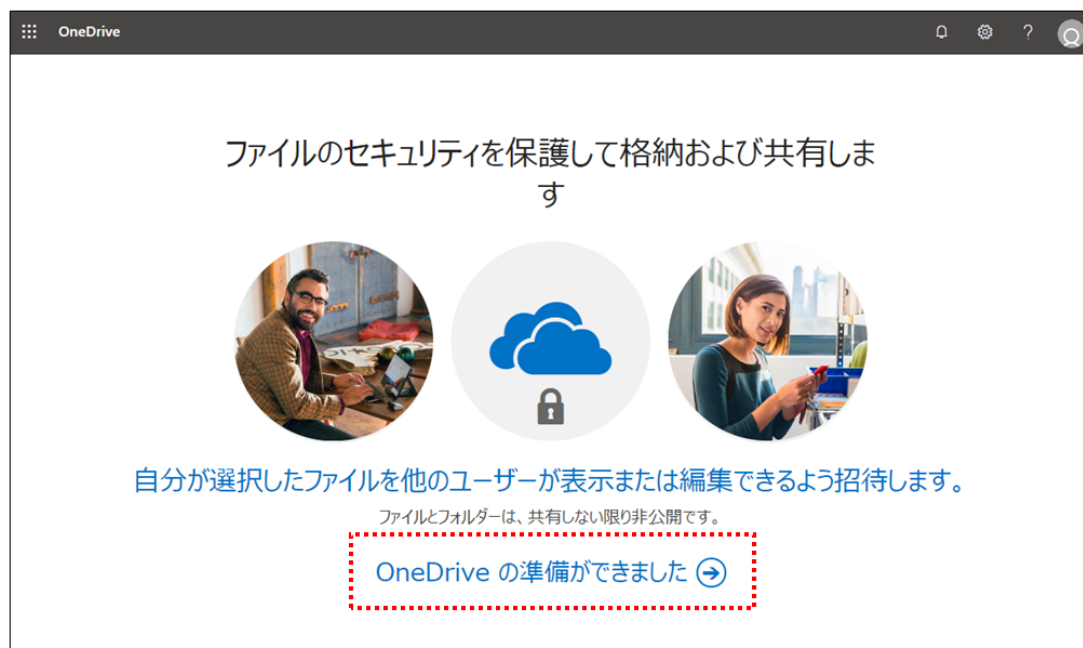 OneDrive
?
ファイルのセキュリティを保護して格納および共有しま
す
自分が選択したファイルを他のユーザーが表示または編集できるよう招待します。
ファイルとフォルダーは、共有しない限り非公開です。
OneDrive の準備ができました